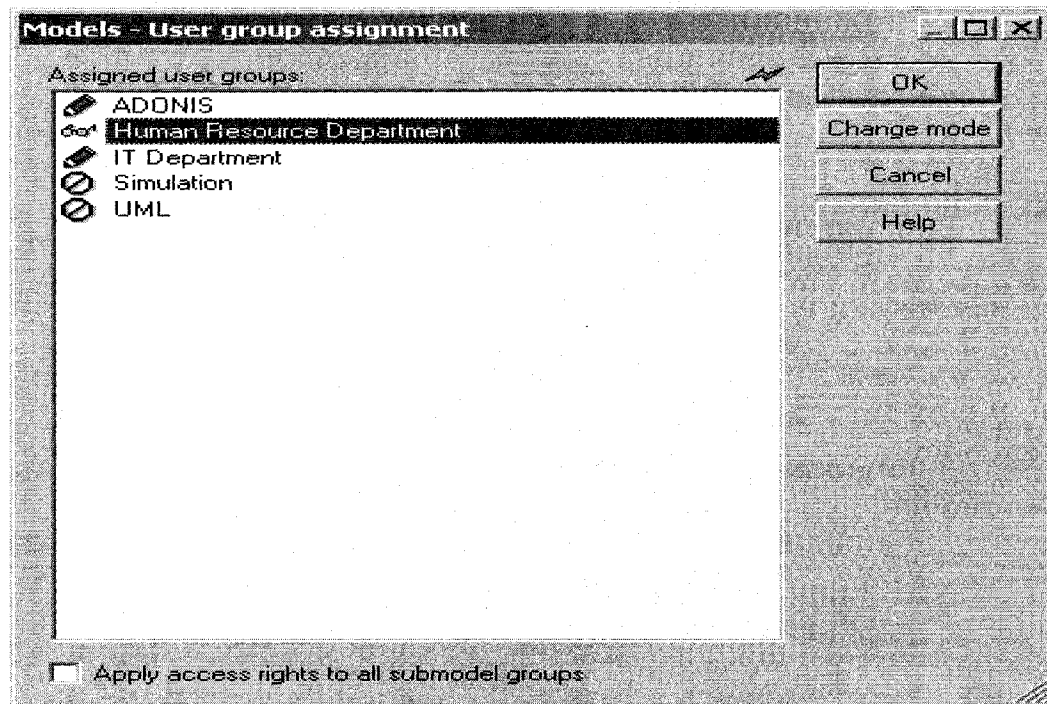 Models - User group assignment
Assigned user groups:
ADONIS
Human Resource Department
IT Department
Simulation
UML
OK
Change mode
Cancel
Help
Apply access rights to all submodel groups